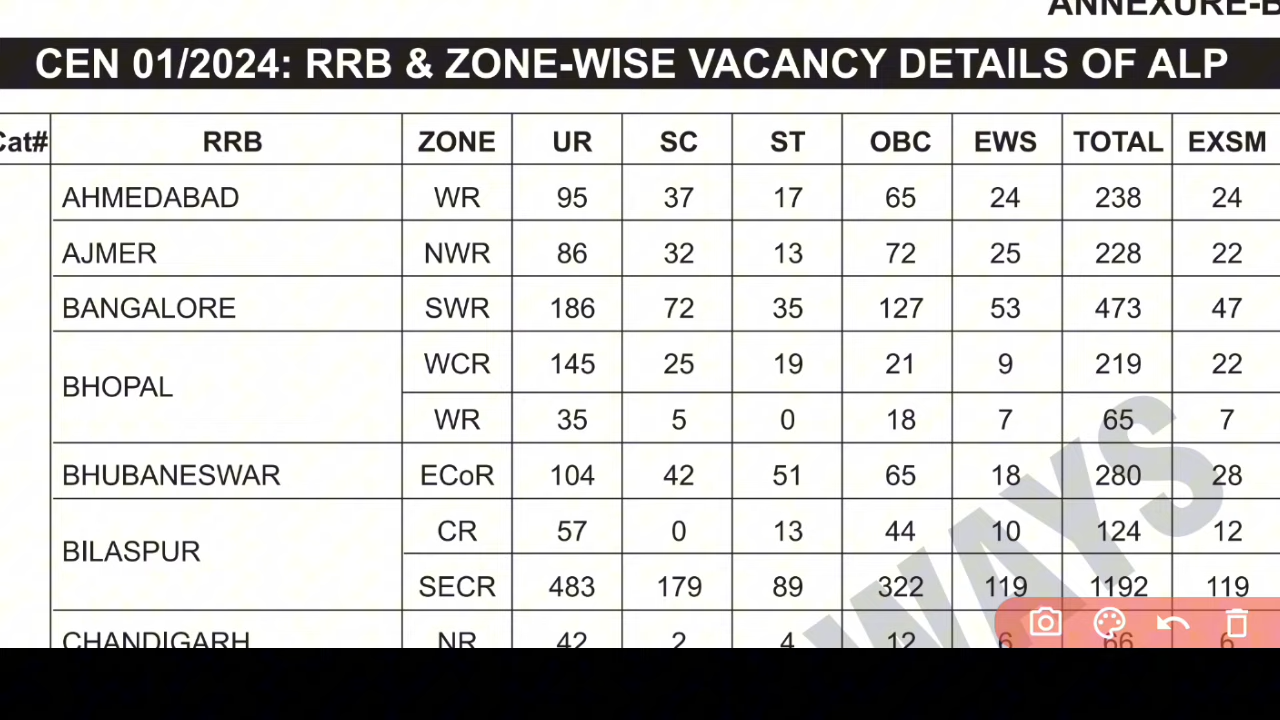 ANNEXURE-B
CEN 01/2024: RRB & ZONE-WISE VACANCY DETAILS OF ALP
Cat# RRB ZONE UR SC ST OBC EWS TOTAL EXSM
AHMEDABAD WR 95 37 17 65 24 238 24
AJMER NWR 86 32 13 72 25 228 22
BANGALORE SWR 186 72 35 127 53 473 47
BHOPAL WCR 145 25 19 21 9 219 22
WR 35 5 0 18 7 65 7
BHUBANESWAR ECoR 104 42 51 65 18 280 28
BILASPUR CR 57 0 13 44 10 124 12
SECR 483 179 89 322 119 1192 119
CHANDIGARH NR 42 2 4 12 6 66 6
WAYS